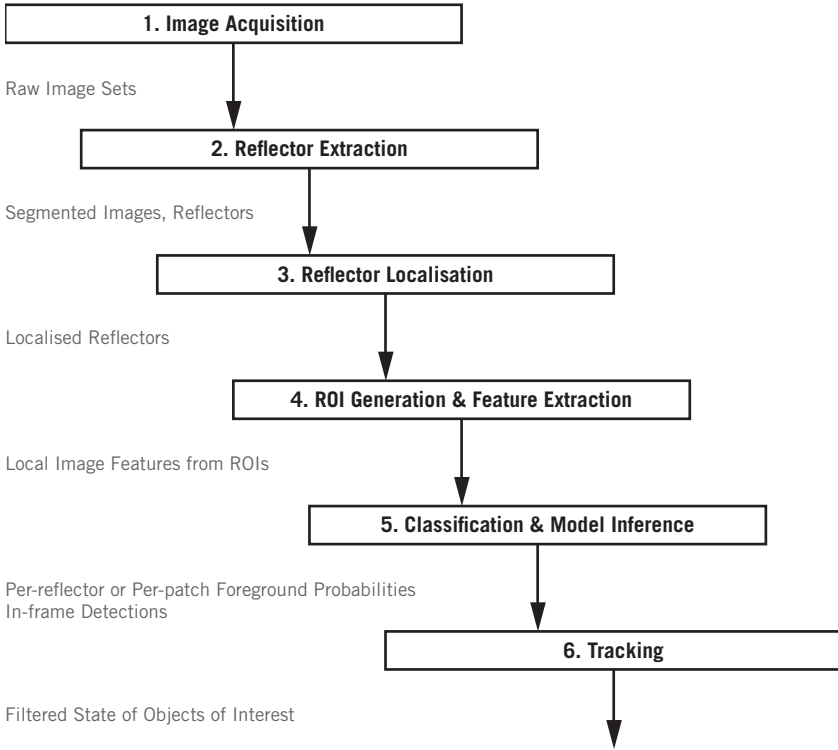 1. Image Acquisition
Raw Image Sets
2. Reflector Extraction
Segmented Images, Reflectors
3. Reflector Localisation
Localised Reflectors
4. ROI Generation & Feature Extraction
Local Image Features from ROIs
5. Classification & Model Inference
Per-reflector or Per-patch Foreground Probabilities
In-frame Detections
6. Tracking
Filtered State of Objects of Interest